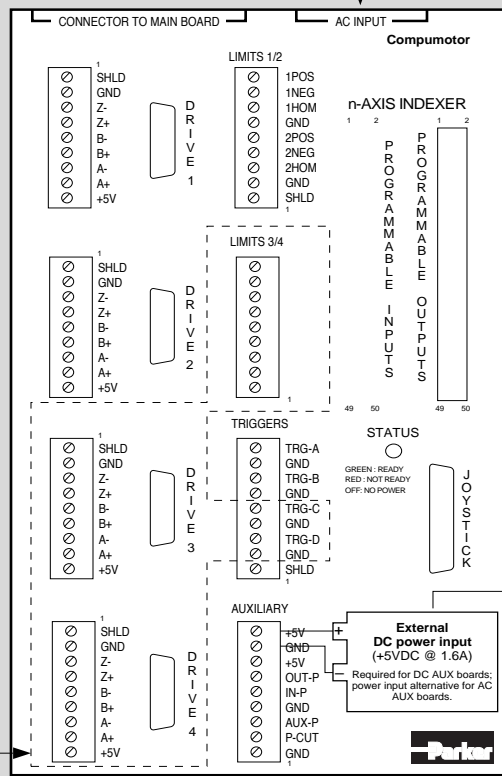 CONNECTOR TO MAIN BOARD
AC INPUT
Compumotor
1
SHLD
GND
Z-
Z+
B-
B+
A-
A+
+5V
DRIVE 1
LIMITS 1/2
1POS
1NEG
1HOM
GND
2POS
2NEG
2HOM
GND
SHLD
1
n-AXIS INDEXER
1 2
PROGRAMMABLE INPUTS
49 50
1 2
PROGRAMMABLE OUTPUTS
49 50
1
SHLD
GND
Z-
Z+
B-
B+
A-
A+
+5V
DRIVE 2
LIMITS 3/4
1
STATUS
GREEN : READY
RED : NOT READY
OFF: NO POWER
JOYSTICK
1
SHLD
GND
Z-
Z+
B-
B+
A-
A+
+5V
DRIVE 3
TRIGGERS
TRG-A
GND
TRG-B
GND
TRG-C
GND
TRG-D
GND
SHLD
1
1
SHLD
GND
Z-
Z+
B-
B+
A-
A+
+5V
DRIVE 4
AUXILIARY
+5V
GND
+5V
OUT-P
IN-P
GND
AUX-P
P-CUT
GND
1
+
−
External
DC power input
(+5VDC @ 1.6A)
Required for DC AUX boards;
power input alternative for AC
AUX boards.
Parker